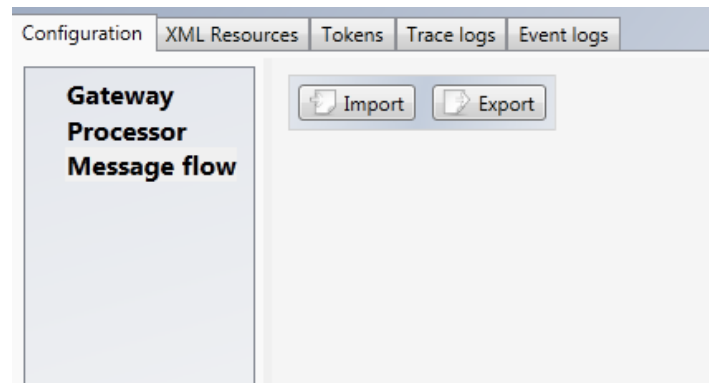 Configuration XML Resources Tokens Trace logs Event logs
Gateway
Import Export
Processor
Message flow